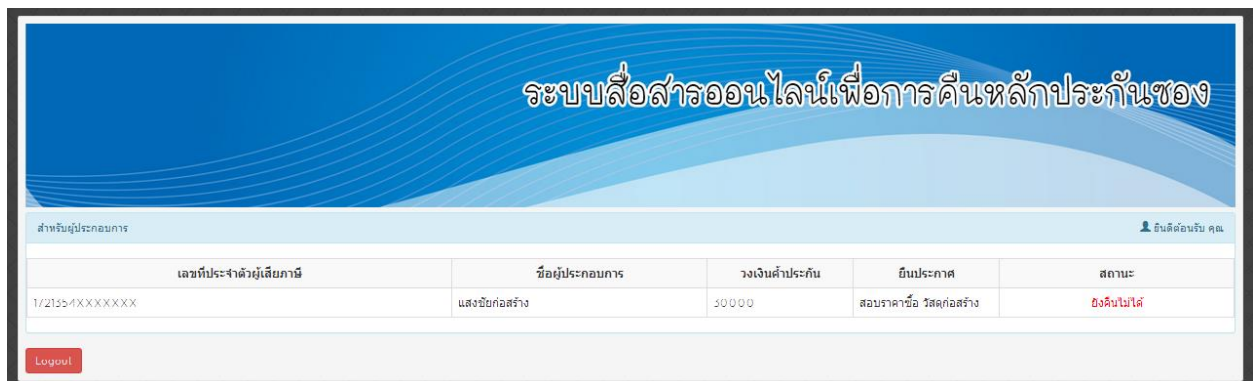 ระบบสื่อสารออนไลน์เพื่อการคืนหลักประกันซอง
สำหรับผู้ประกอบการ ยินดีต้อนรับ คุณ
เลขที่ประจำตัวผู้เสียภาษี ชื่อผู้ประกอบการ วงเงินค้ำประกัน ยืนประกาศ สถานะ
1721354XXXXXXX แสงชัยก่อสร้าง 30000 สอบราคาซื้อ วัสดุก่อสร้าง ยังคืนไม่ได้
Logout